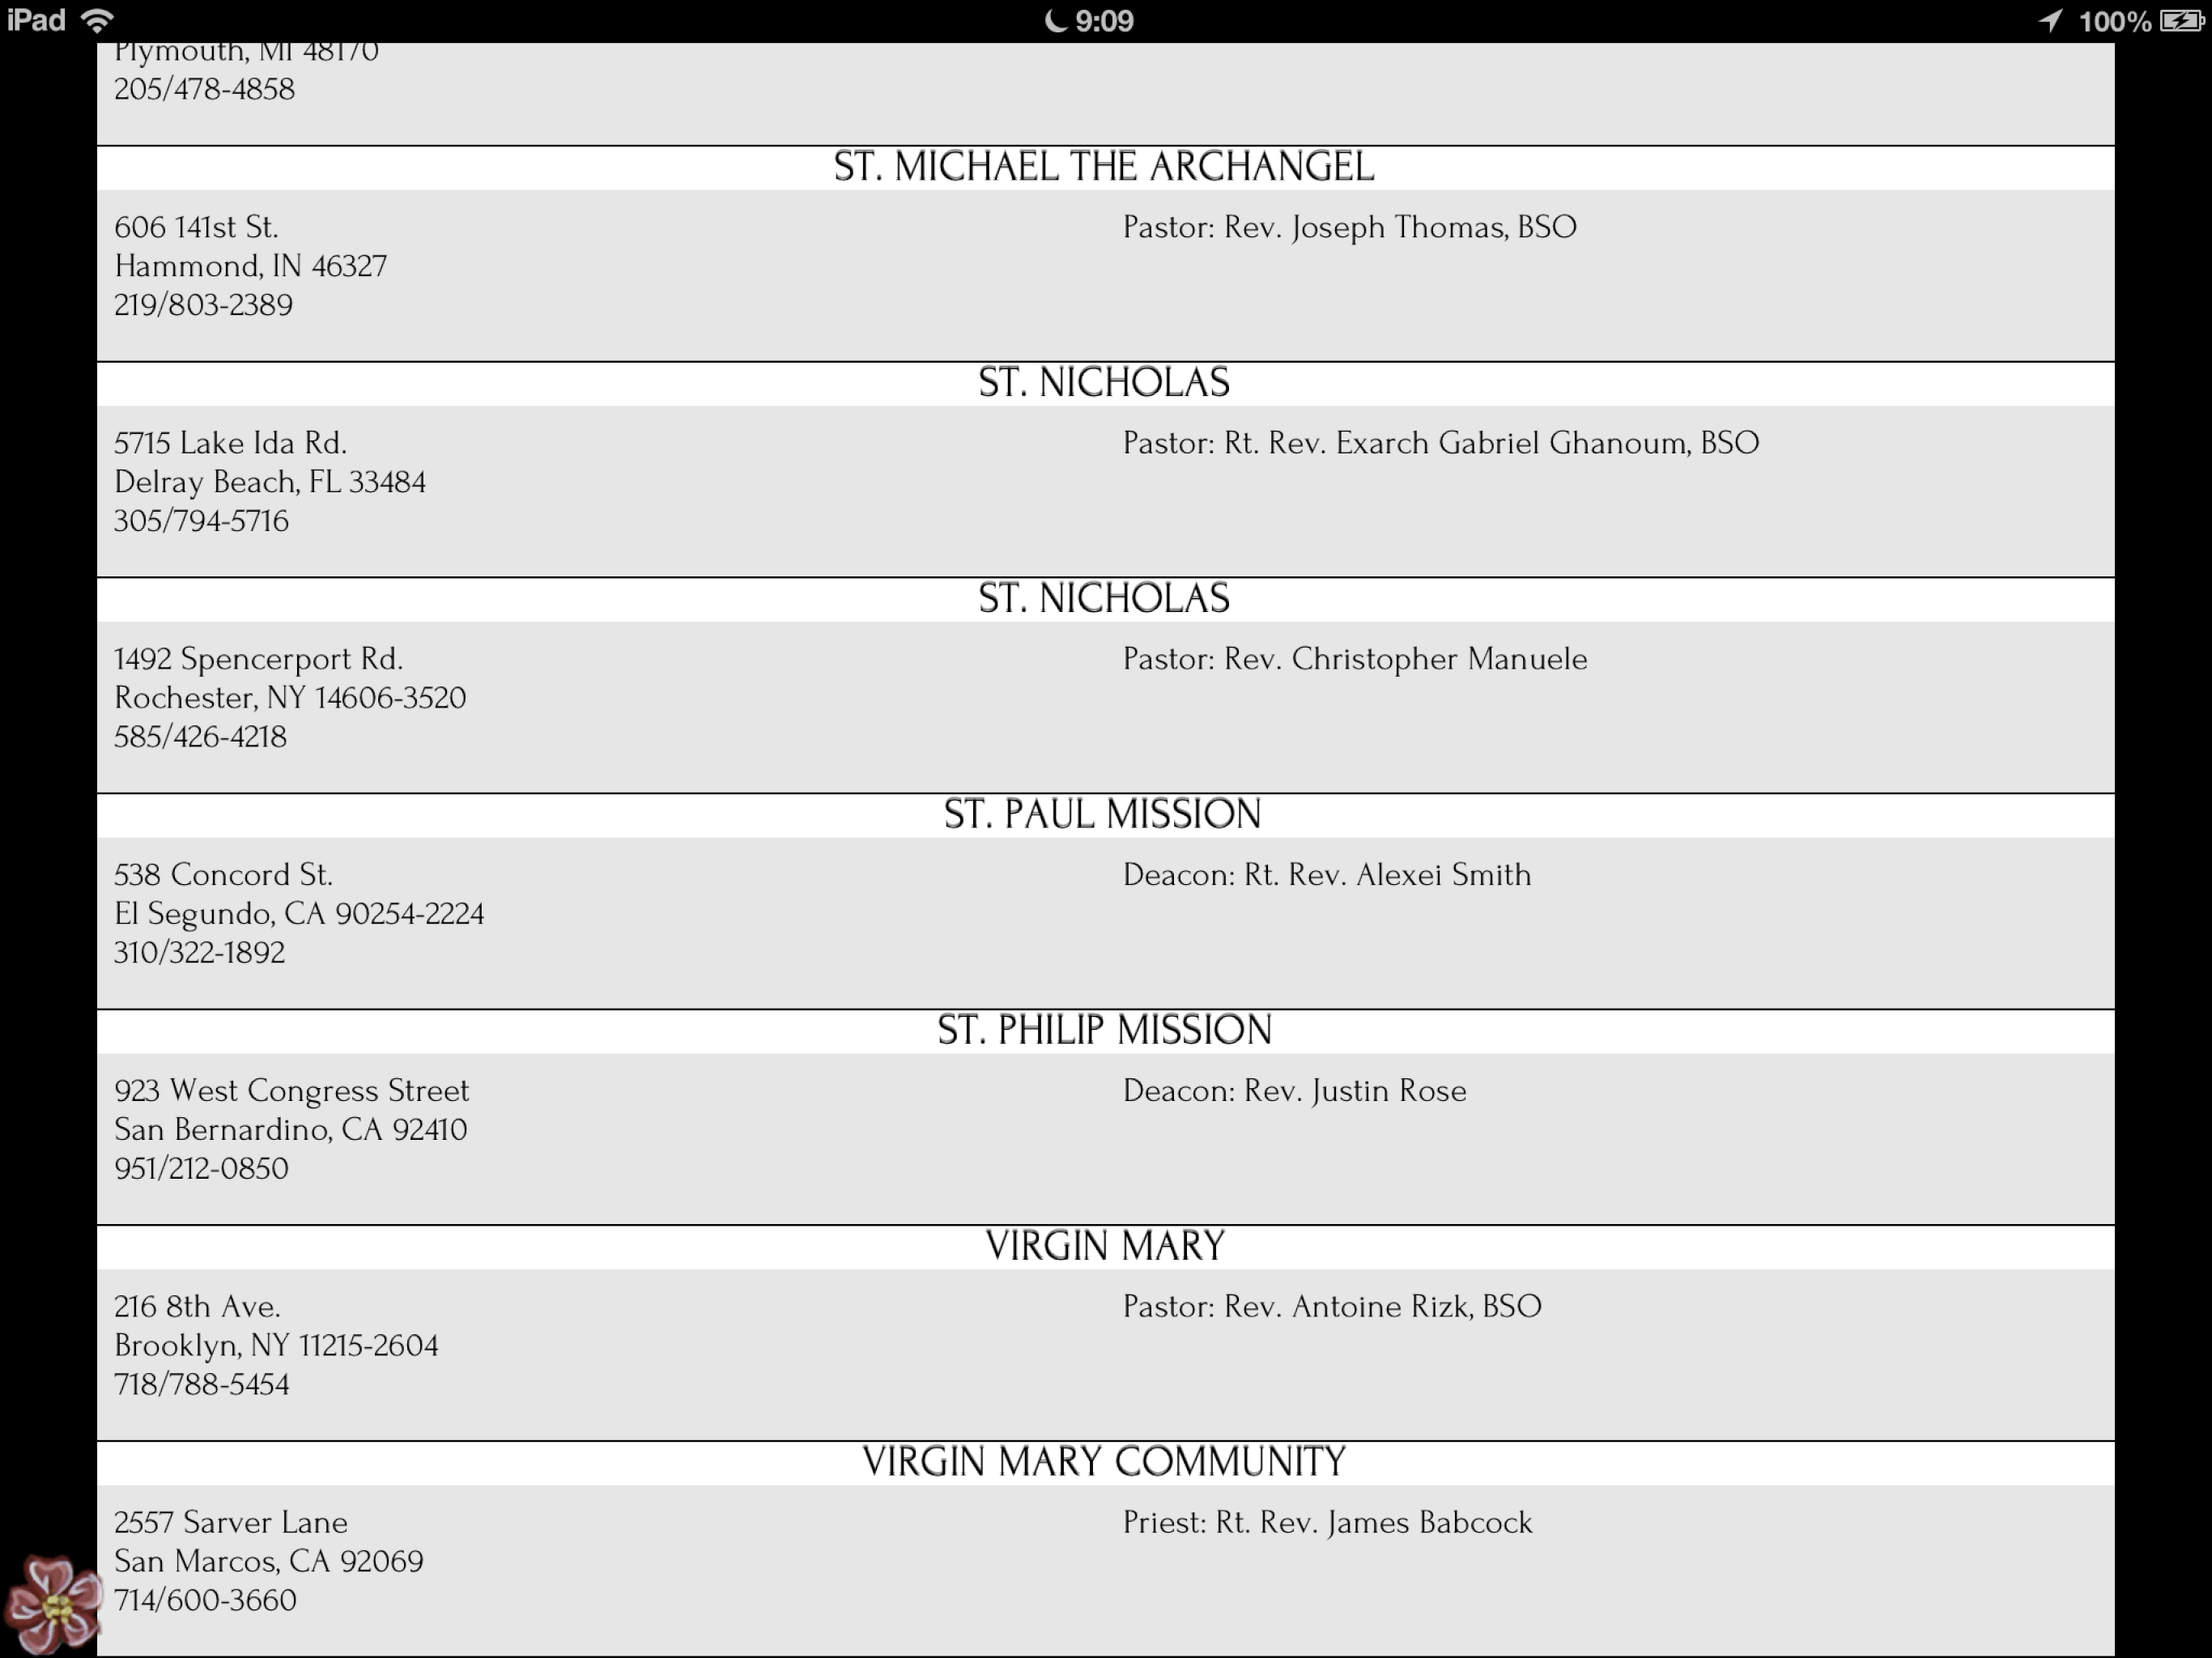 iPad 9:09 100%
Plymouth, MI 48170
205/478-4858
ST. MICHAEL THE ARCHANGEL
606 141st St.
Hammond, IN 46327
219/803-2389
Pastor: Rev. Joseph Thomas, BSO
ST. NICHOLAS
5715 Lake Ida Rd.
Delray Beach, FL 33484
305/794-5716
Pastor: Rt. Rev. Exarch Gabriel Ghanoum, BSO
ST. NICHOLAS
1492 Spencerport Rd.
Rochester, NY 14606-3520
585/426-4218
Pastor: Rev. Christopher Manuele
ST. PAUL MISSION
538 Concord St.
El Segundo, CA 90254-2224
310/322-1892
Deacon: Rt. Rev. Alexei Smith
ST. PHILIP MISSION
923 West Congress Street
San Bernardino, CA 92410
951/212-0850
Deacon: Rev. Justin Rose
VIRGIN MARY
216 8th Ave.
Brooklyn, NY 11215-2604
718/788-5454
Pastor: Rev. Antoine Rizk, BSO
VIRGIN MARY COMMUNITY
2557 Sarver Lane
San Marcos, CA 92069
714/600-3660
Priest: Rt. Rev. James Babcock